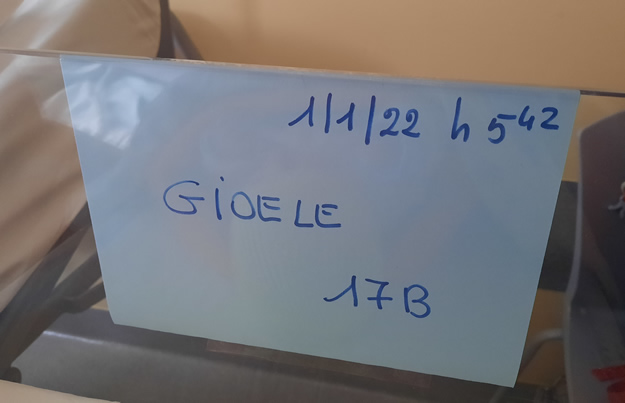 1/1/22 h 5⁴²
GiOELE
17B